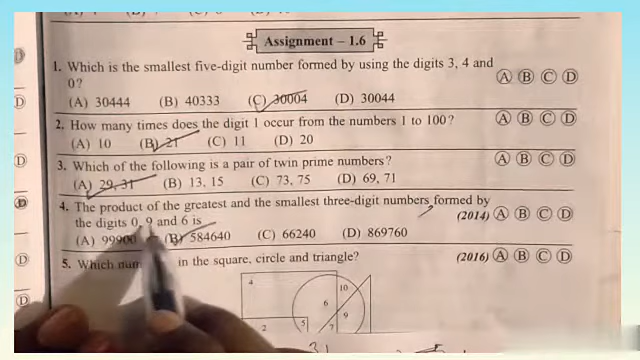 Assignment – 1.6
1. Which is the smallest five-digit number formed by using the digits 3, 4 and
0?
(A) 30444 (B) 40333 (C) 30004 (D) 30044
A B C D
2. How many times does the digit 1 occur from the numbers 1 to 100?
(A) 10 (B) 21 (C) 11 (D) 20
A B C D
3. Which of the following is a pair of twin prime numbers?
(A) 29, 31 (B) 13, 15 (C) 73, 75 (D) 69, 71
A B C D
4. The product of the greatest and the smallest three-digit numbers formed by
the digits 0, 9 and 6 is
(2014) A B C D
(A) 99900 (B) 584640 (C) 66240 (D) 869760
5. Which in the square, circle and triangle?
(2016) A B C D
4
10
6
9
2
5
7
31